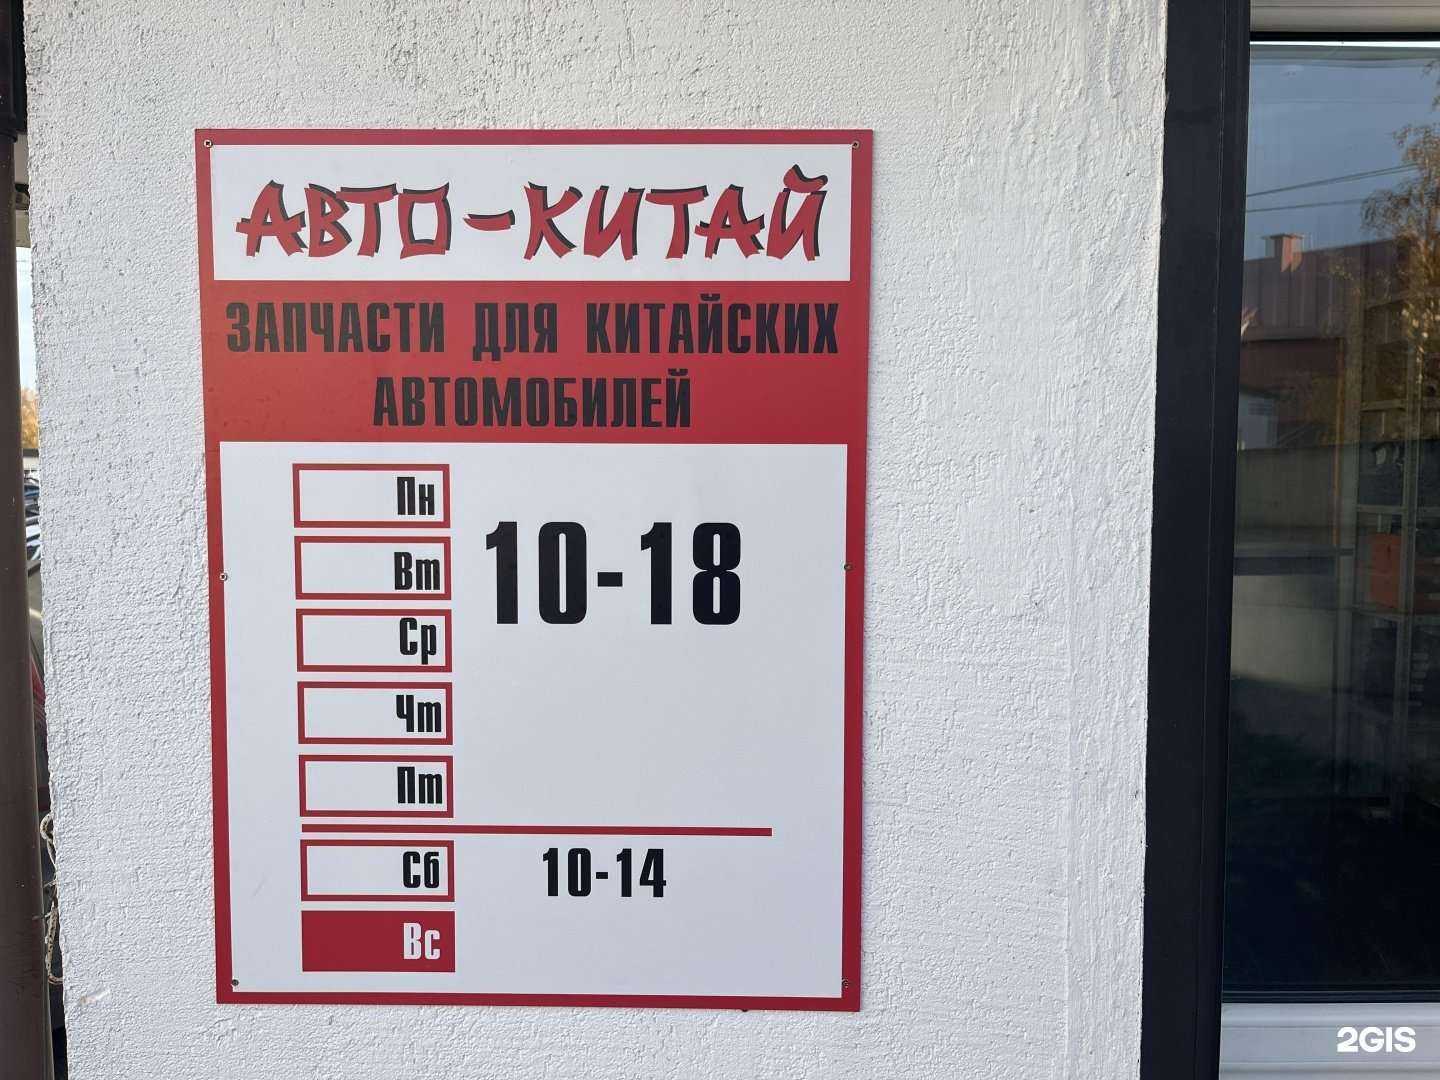 АВТО-КИТАЙ
ЗАПЧАСТИ ДЛЯ КИТАЙСКИХ
АВТОМОБИЛЕЙ
Пн
Вт
10-18
Ср
Чт
Пт
Сб 10-14
Вс
2GIS